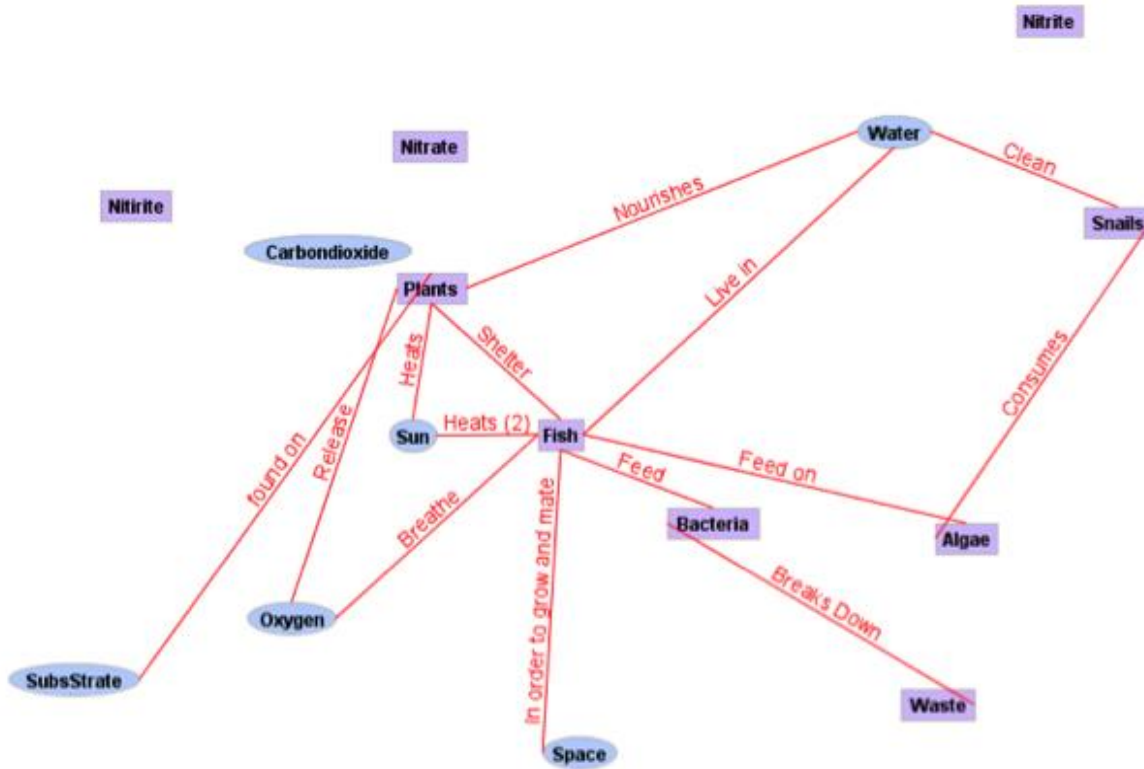 Nitrite
Water
Clean
Nitrate
Nourishes
Nitirite
Snails
Carbondioxide
Plants
Live in
Shelter
Heats
Consumes
Sun
Heats (2)
Fish
found on
Release
Feed
Feed on
Breathe
Bacteria
Algae
in order to grow and mate
Breaks Down
Oxygen
SubsStrate
Waste
Space